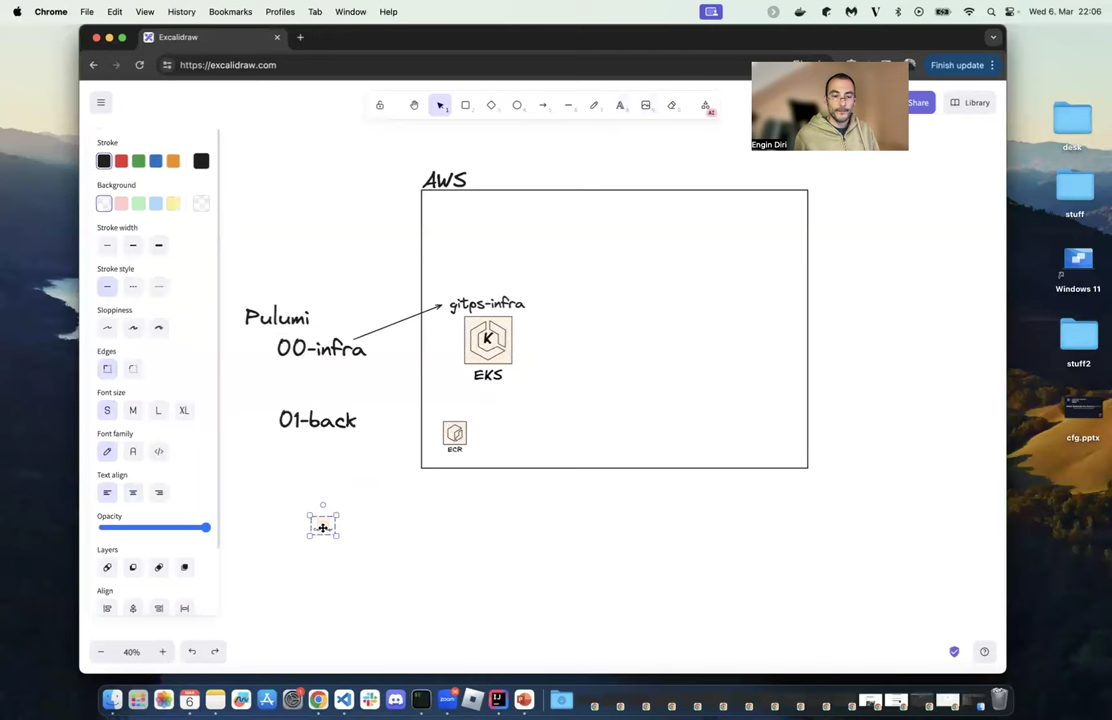 Chrome File Edit View History Bookmarks Profiles Tab Window Help
Wed 6. Mar 22:06
Excalidraw
https://excalidraw.com
Finish update
Share
Library
Engin Diri
Stroke
Background
Stroke width
Stroke style
Sloppiness
Edges
Font size
S M L XL
Font family
A
Text align
Opacity
Layers
Align
40%
AWS
gitps-infra
Pulumi
00-infra
K
EKS
01-back
ECR
AI
desk
stuff
Windows 11
stuff2
cfg.pptx